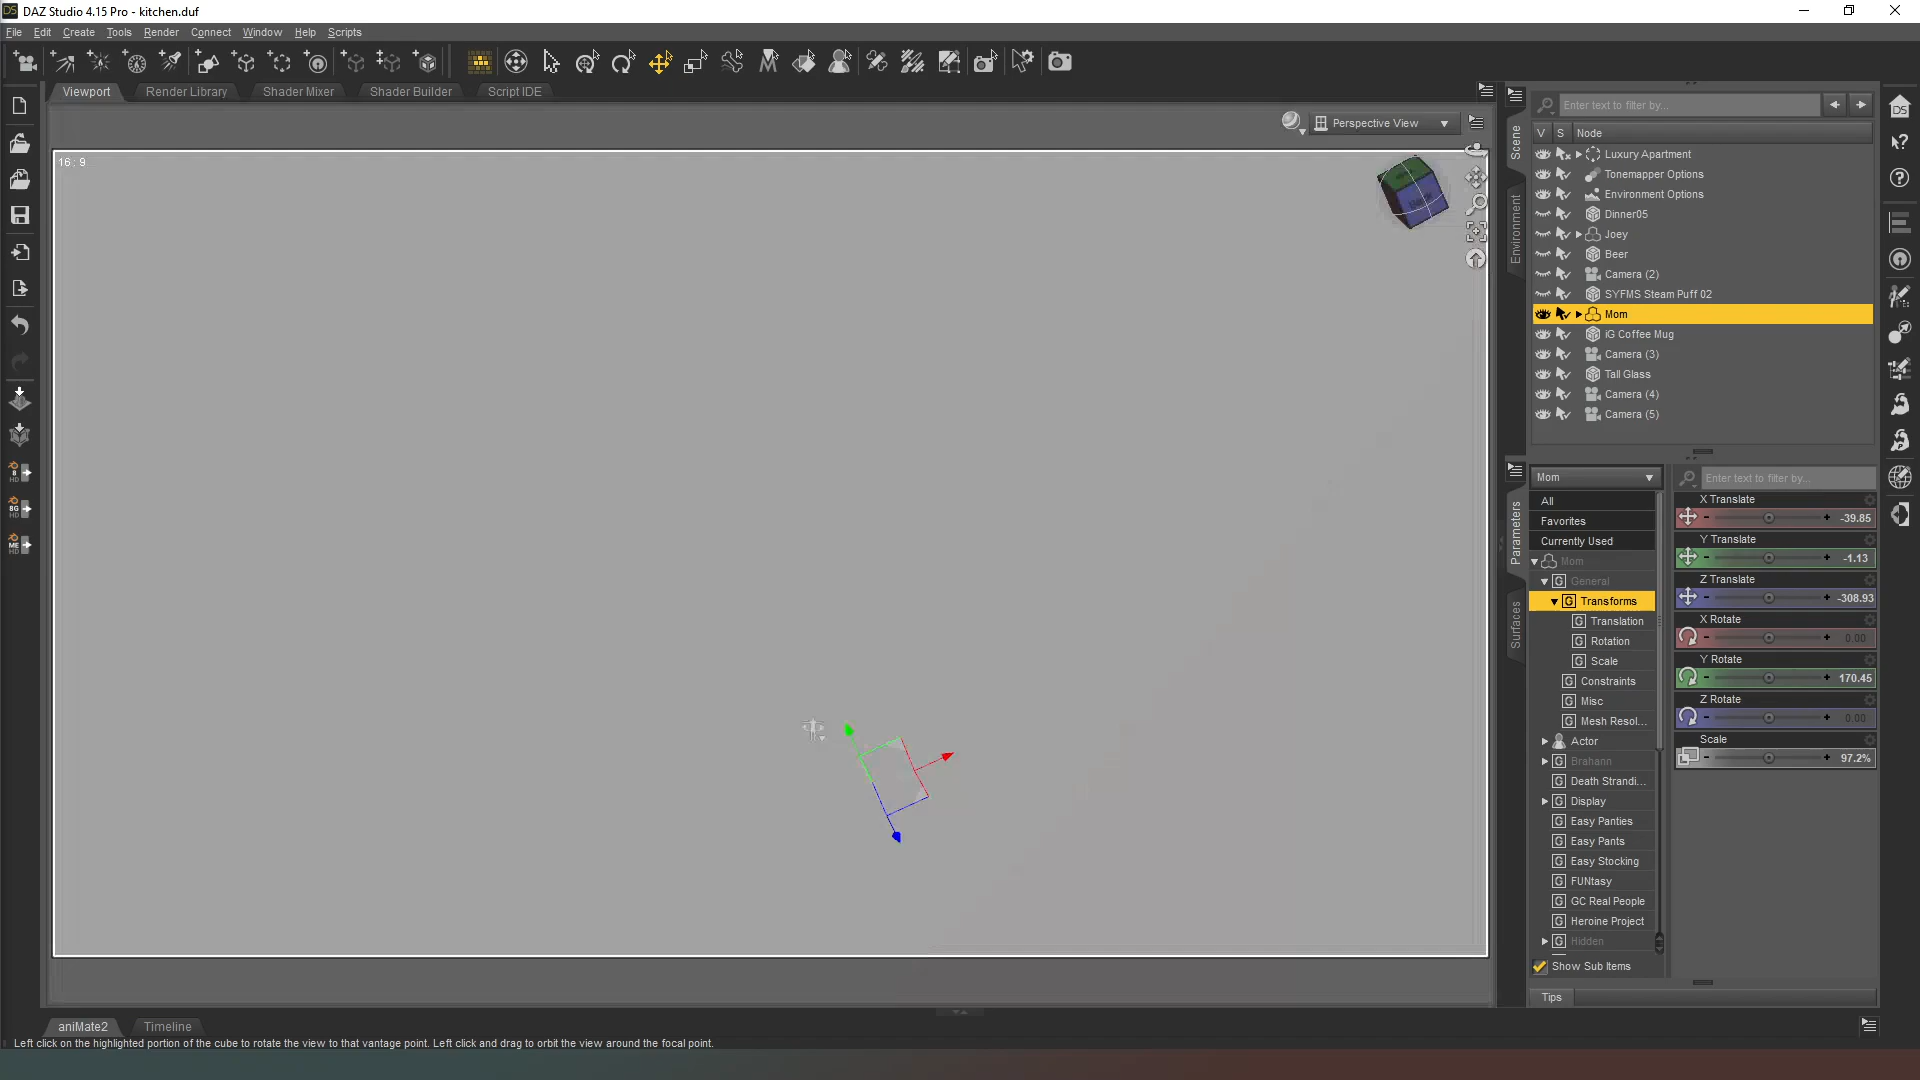 DAZ Studio 4.15 Pro - kitchen.duf
File Edit Create Tools Render Connect Window Help Scripts
Viewport Render Library Shader Mixer Shader Builder Script IDE
Perspective View
16 : 9
Enter text to filter by...
V S Node
Luxury Apartment
Tonemapper Options
Environment Options
Dinner05
Joey
Beer
Camera (2)
SYFMS Steam Puff 02
Mom
iG Coffee Mug
Camera (3)
Tall Glass
Camera (4)
Camera (5)
Scene
Environment
Parameters
Surfaces
Mom
All
Favorites
Currently Used
Mom
General
Transforms
Translation
Rotation
Scale
Constraints
Misc
Mesh Resol...
Actor
Brahann
Death Strandi...
Display
Easy Panties
Easy Pants
Easy Stocking
FUNtasy
GC Real People
Heroine Project
Hidden
Show Sub Items
Enter text to filter by...
X Translate
-39.85
Y Translate
-1.13
Z Translate
-308.93
X Rotate
0.00
Y Rotate
170.45
Z Rotate
0.00
Scale
97.2%
Tips
aniMate2 Timeline
Left click on the highlighted portion of the cube to rotate the view to that vantage point. Left click and drag to orbit the view around the focal point.